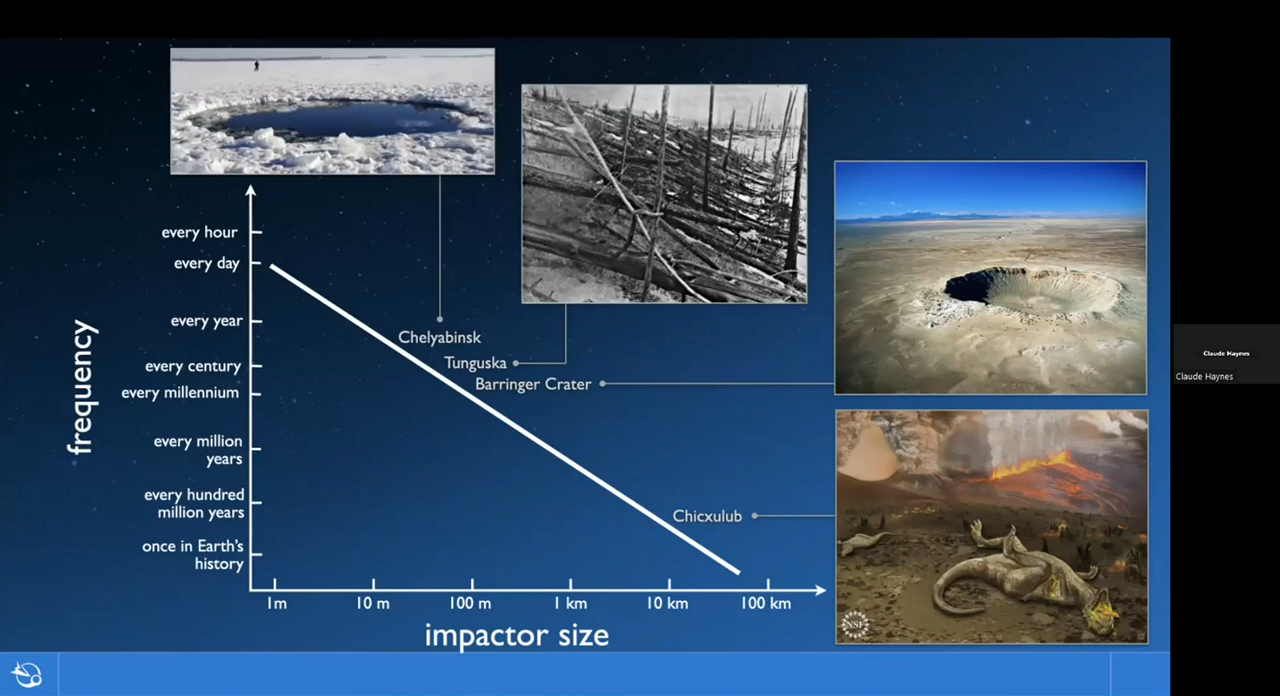 every hour
every day
every year
every century
every millennium
every million
years
every hundred
million years
once in Earth's
history
frequency
Chelyabinsk
Tunguska
Barringer Crater
Chicxulub
1m
10 m
100 m
1 km
10 km
100 km
impactor size
NSF
Claude Haynes
Claude Haynes